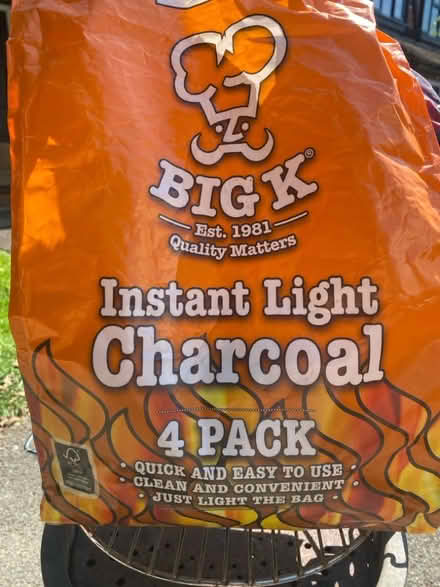 BIG K®
Est. 1981
Quality Matters
Instant Light
Charcoal
4 PACK
• QUICK AND EASY TO USE •
• CLEAN AND CONVENIENT •
• JUST LIGHT THE BAG •